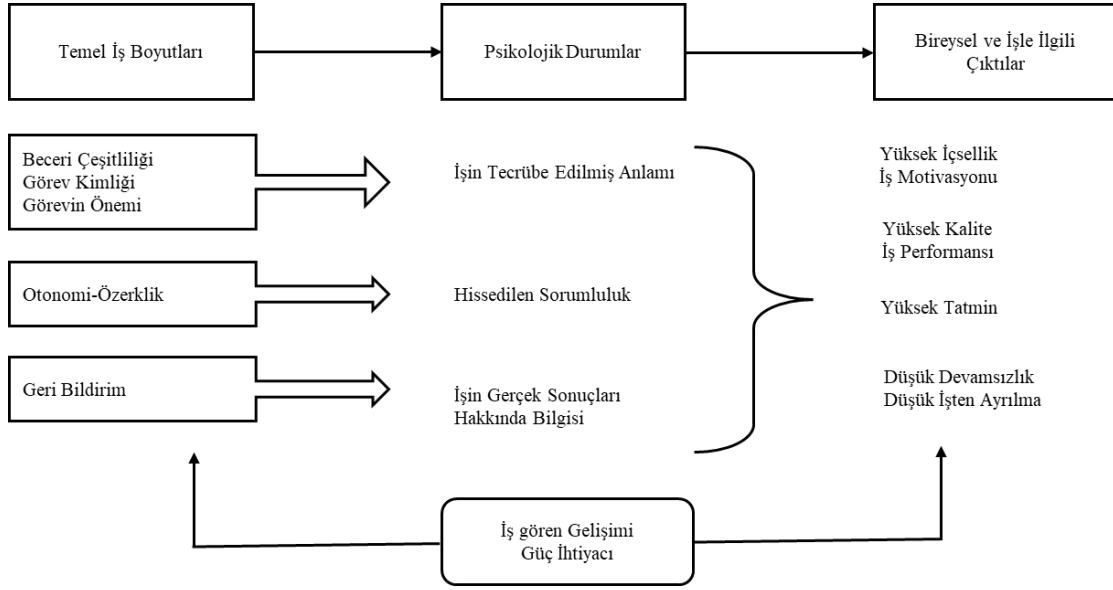 Temel İş Boyutları
Psikolojik Durumlar
Bireysel ve İşle İlgili
Çıktılar
Beceri Çeşitliliği
Görev Kimliği
Görevin Önemi
İşin Tecrübe Edilmiş Anlamı
Yüksek İçsellik
İş Motivasyonu
Yüksek Kalite
İş Performansı
Otonomi-Özerklik
Hissedilen Sorumluluk
Yüksek Tatmin
Geri Bildirim
İşin Gerçek Sonuçları
Hakkında Bilgisi
Düşük Devamsızlık
Düşük İşten Ayrılma
İş gören Gelişimi
Güç İhtiyacı